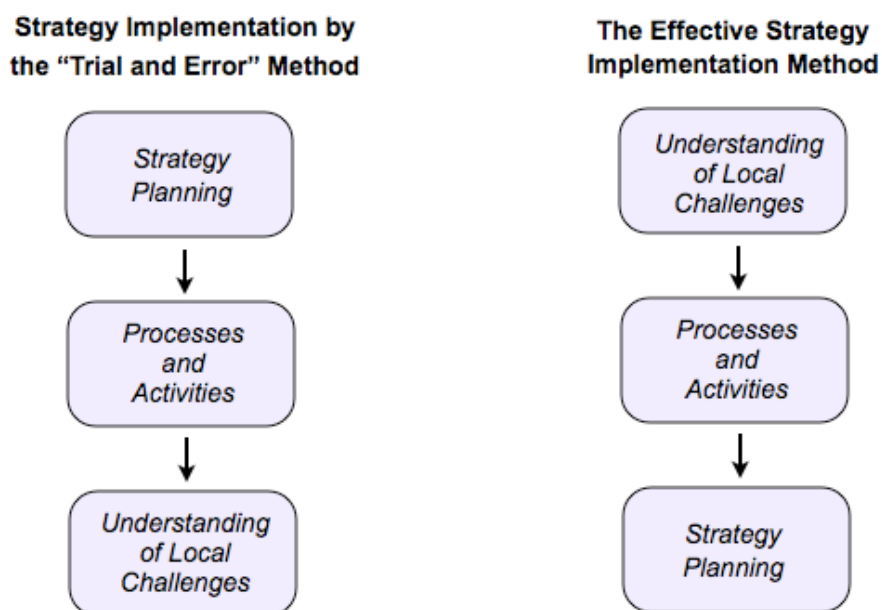 Strategy Implementation by
the “Trial and Error” Method
Strategy
Planning
Processes
and
Activities
Understanding
of Local
Challenges
The Effective Strategy
Implementation Method
Understanding
of Local
Challenges
Processes
and
Activities
Strategy
Planning